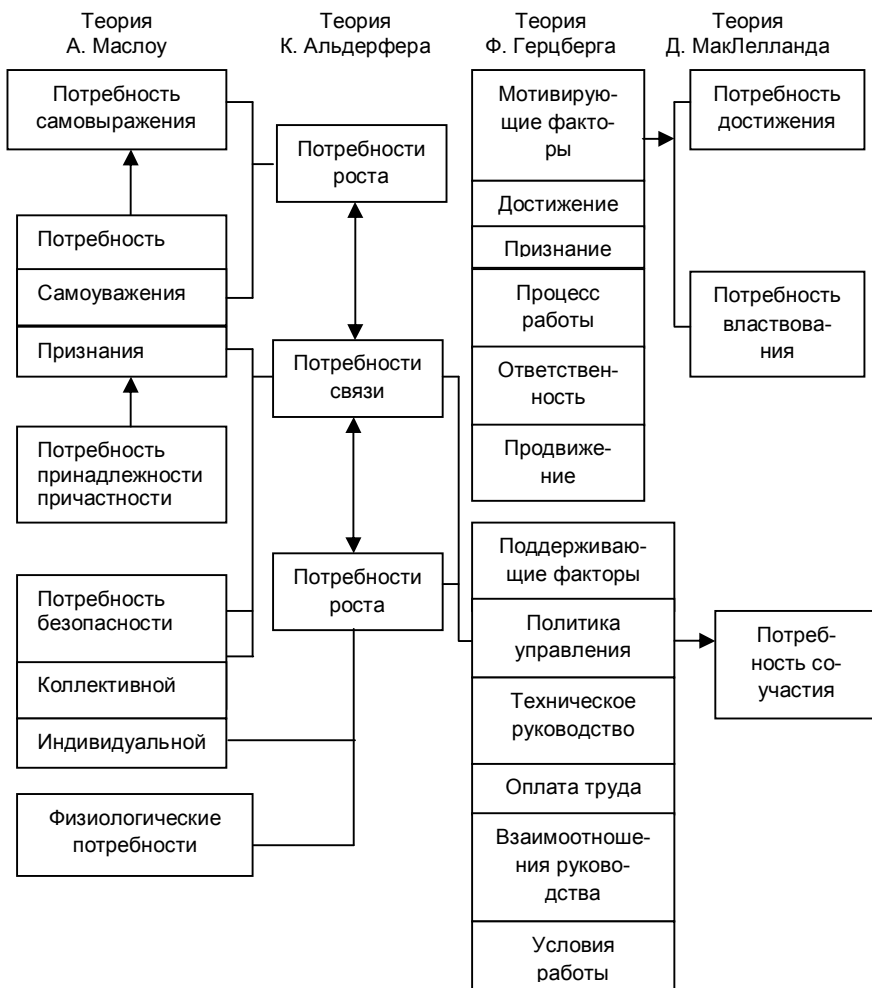 Теория
А. Маслоу
Теория
К. Альдерфера
Теория
Ф. Герцберга
Теория
Д. МакЛелланда
Потребность
самовыражения
Потребность
Самоуважения
Признания
Потребность
принадлежности
причастности
Потребность
безопасности
Коллективной
Индивидуальной
Физиологические
потребности
Потребности
роста
Потребности
связи
Потребности
роста
Мотивирую-
щие факто-
ры
Достижение
Признание
Процесс
работы
Ответствен-
ность
Продвиже-
ние
Поддерживаю-
щие факторы
Политика
управления
Техническое
руководство
Оплата труда
Взаимоотноше-
ния руково-
дства
Условия
работы
Потребность
достижения
Потребность
властвова-
ния
Потреб-
ность со-
участия